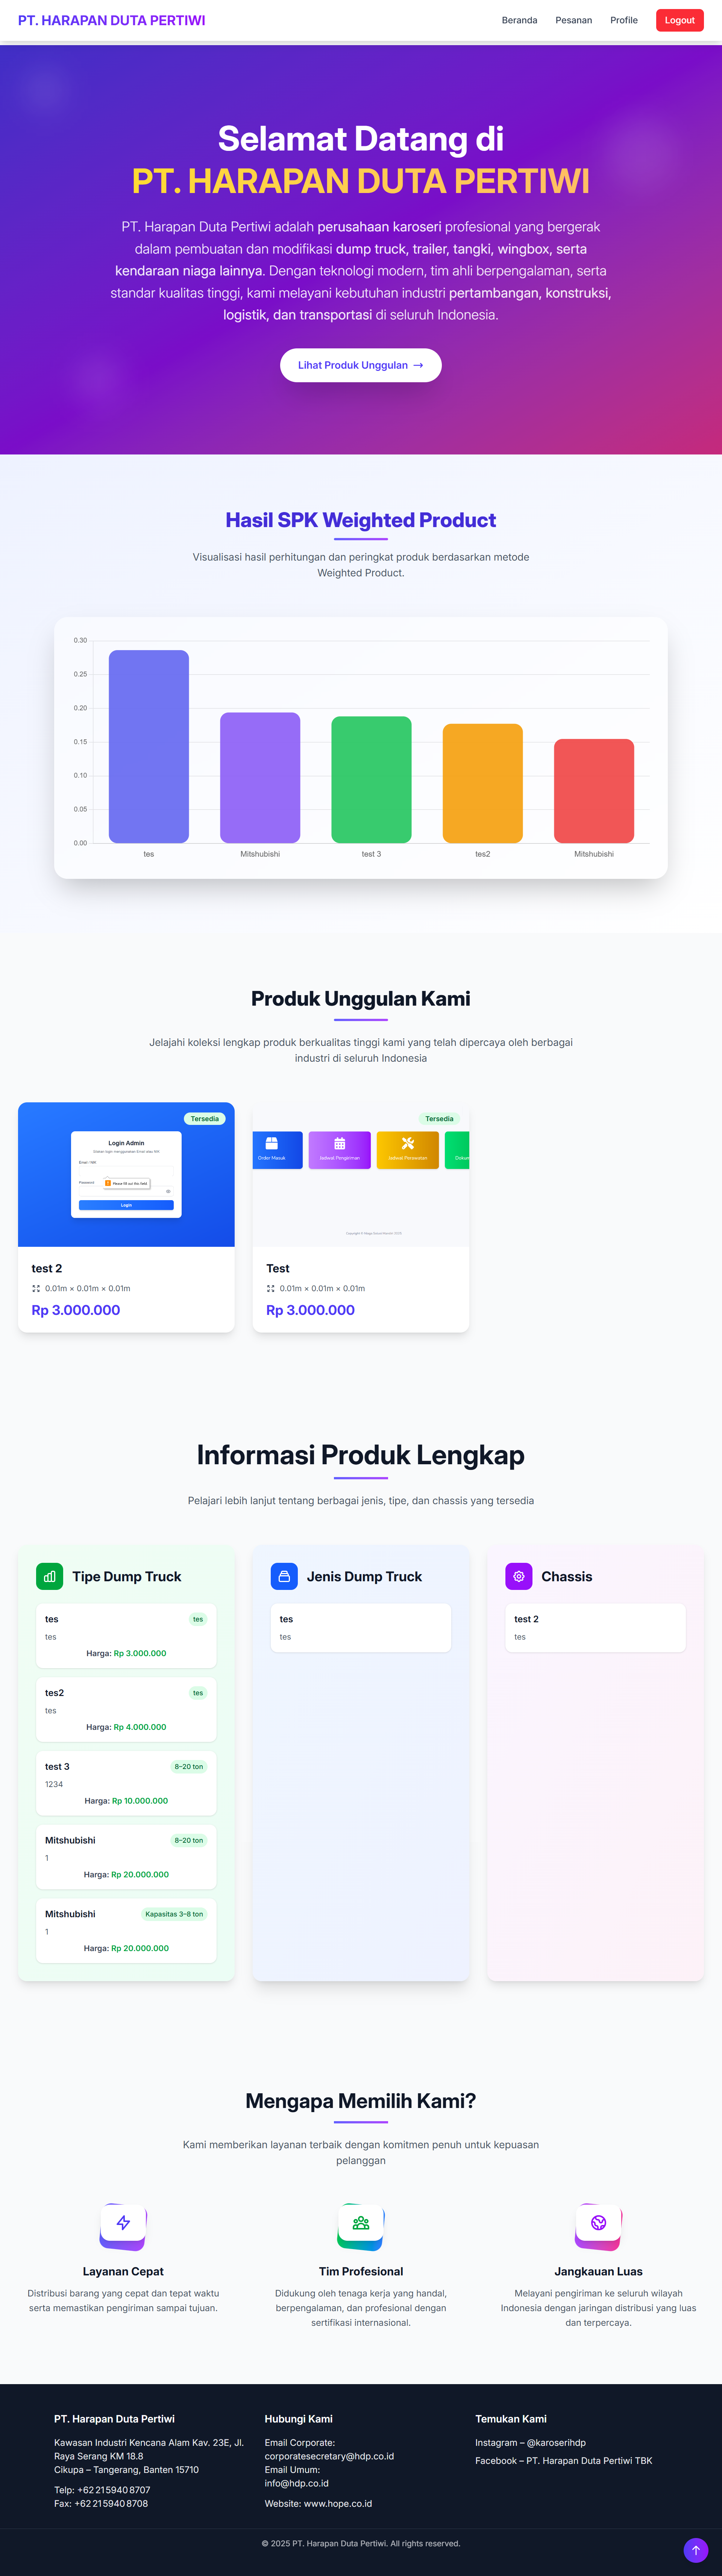 PT. HARAPAN DUTA PERTIWI
Beranda
Pesanan
Profile
Logout
Selamat Datang di
PT. HARAPAN DUTA PERTIWI
PT. Harapan Duta Pertiwi adalah perusahaan karoseri profesional yang bergerak
dalam pembuatan dan modifikasi dump truck, trailer, tangki, wingbox, serta
kendaraan niaga lainnya. Dengan teknologi modern, tim ahli berpengalaman, serta
standar kualitas tinggi, kami melayani kebutuhan industri pertambangan, konstruksi,
logistik, dan transportasi di seluruh Indonesia.
Lihat Produk Unggulan →
Hasil SPK Weighted Product
Visualisasi hasil perhitungan dan peringkat produk berdasarkan metode
Weighted Product.
0.30
0.25
0.20
0.15
0.10
0.05
0.00
tes
Mitshubishi
test 3
tes2
Mitshubishi
Produk Unggulan Kami
Jelajahi koleksi lengkap produk berkualitas tinggi kami yang telah dipercaya oleh berbagai
industri di seluruh Indonesia
Tersedia
Login Admin
Silakan login menggunakan Email atau NIK
Email / NIK
Password
Please fill out this field.
Login
test 2
0.01m × 0.01m × 0.01m
Rp 3.000.000
Tersedia
Order Masuk
Jadwal Pengiriman
Jadwal Perawatan
Test
0.01m × 0.01m × 0.01m
Rp 3.000.000
Informasi Produk Lengkap
Pelajari lebih lanjut tentang berbagai jenis, tipe, dan chassis yang tersedia
Tipe Dump Truck
tes
tes
tes
Harga: Rp 3.000.000
tes2
tes
tes
Harga: Rp 4.000.000
test 3
8–20 ton
1234
Harga: Rp 10.000.000
Mitshubishi
8–20 ton
1
Harga: Rp 20.000.000
Mitshubishi
Kapasitas 3–8 ton
1
Harga: Rp 20.000.000
Jenis Dump Truck
tes
tes
Chassis
test 2
tes
Mengapa Memilih Kami?
Kami memberikan layanan terbaik dengan komitmen penuh untuk kepuasan
pelanggan
Layanan Cepat
Distribusi barang yang cepat dan tepat waktu
serta memastikan pengiriman sampai tujuan.
Tim Profesional
Didukung oleh tenaga kerja yang handal,
berpengalaman, dan profesional dengan
sertifikasi internasional.
Jangkauan Luas
Melayani pengiriman ke seluruh wilayah
Indonesia dengan jaringan distribusi yang luas
dan terpercaya.
PT. Harapan Duta Pertiwi
Kawasan Industri Kencana Alam Kav. 23E, Jl.
Raya Serang KM 18.8
Cikupa – Tangerang, Banten 15710
Telp: +62 21 5940 8707
Fax: +62 21 5940 8708
Hubungi Kami
Email Corporate:
corporatesecretary@hdp.co.id
Email Umum:
info@hdp.co.id
Website: www.hope.co.id
Temukan Kami
Instagram – @karoserihdp
Facebook – PT. Harapan Duta Pertiwi TBK
© 2025 PT. Harapan Duta Pertiwi. All rights reserved.